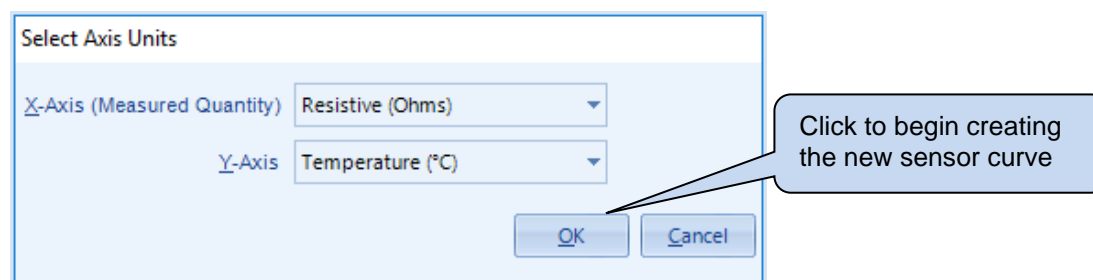 Select Axis Units
X-Axis (Measured Quantity) Resistive (Ohms)
Y-Axis Temperature (°C)
Click to begin creating
the new sensor curve
OK Cancel